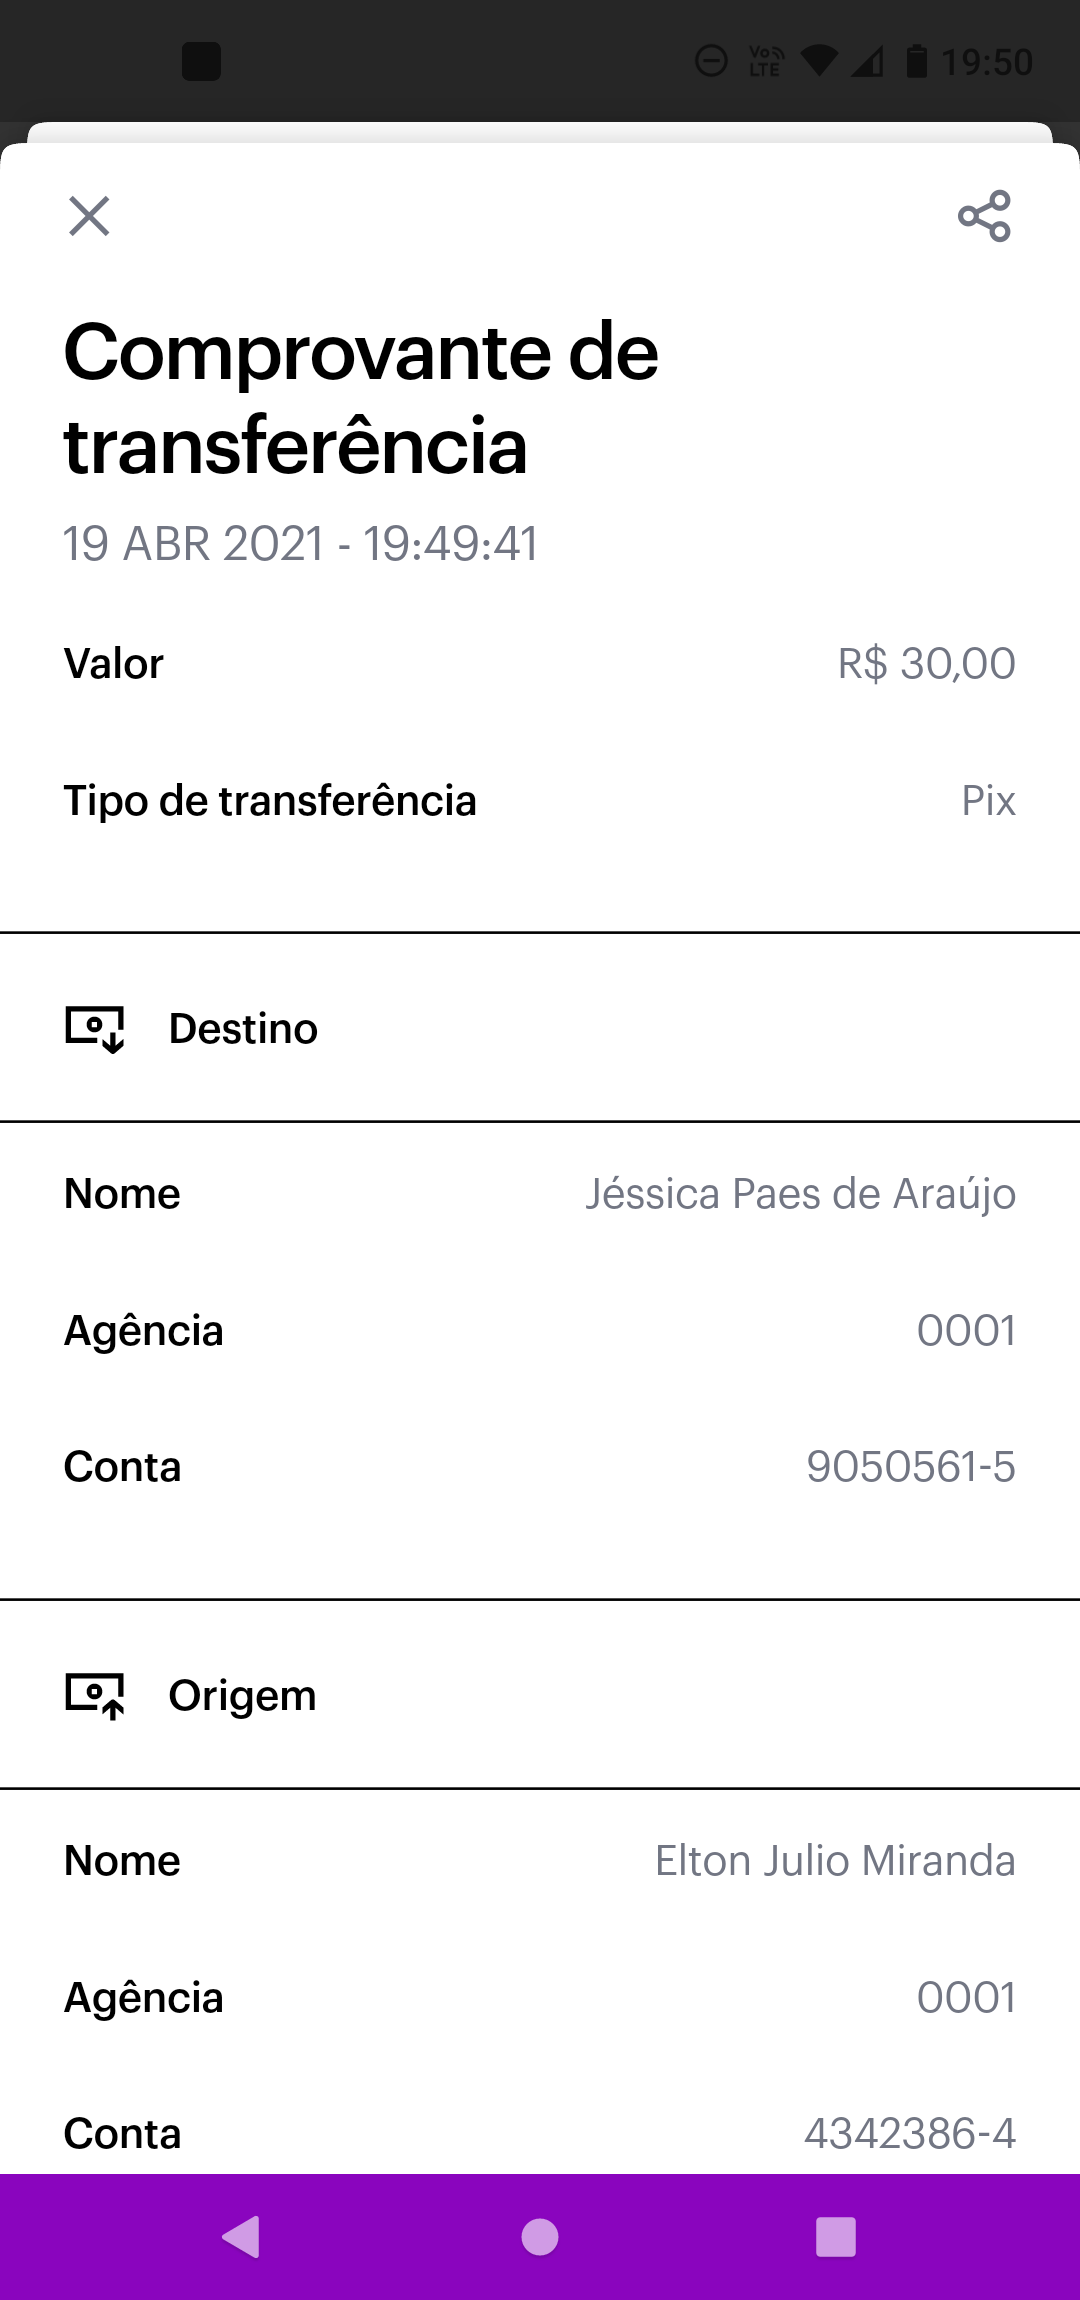 Vo LTE 19:50
Comprovante de
transferência
19 ABR 2021 - 19:49:41
Valor R$ 30,00
Tipo de transferência Pix
Destino
Nome Jéssica Paes de Araújo
Agência 0001
Conta 9050561-5
Origem
Nome Elton Julio Miranda
Agência 0001
Conta 4342386-4